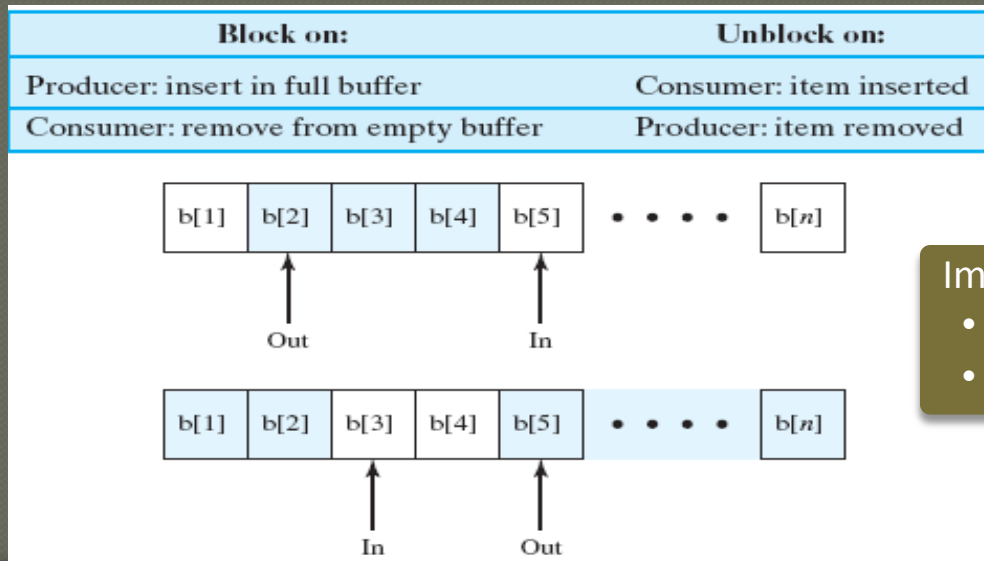 Block on: Unblock on:
Producer: insert in full buffer Consumer: item inserted
Consumer: remove from empty buffer Producer: item removed
b[1] b[2] b[3] b[4] b[5] • • • • b[n]
Out In
Im
•
•
b[1] b[2] b[3] b[4] b[5] • • • • b[n]
In Out